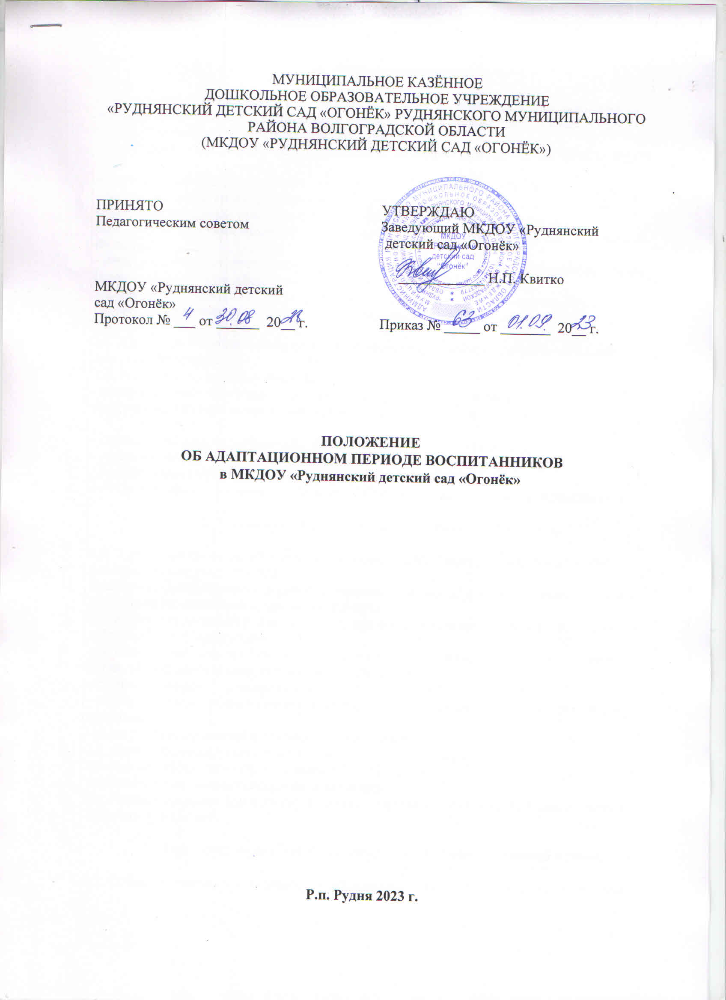 МУНИЦИПАЛЬНОЕ КАЗЁННОЕ
ДОШКОЛЬНОЕ ОБРАЗОВАТЕЛЬНОЕ УЧРЕЖДЕНИЕ
«РУДНЯНСКИЙ ДЕТСКИЙ САД «ОГОНЁК» РУДНЯНСКОГО МУНИЦИПАЛЬНОГО
РАЙОНА ВОЛГОГРАДСКОЙ ОБЛАСТИ
(МКДОУ «РУДНЯНСКИЙ ДЕТСКИЙ САД «ОГОНЁК»)
ПРИНЯТО
Педагогическим советом
МКДОУ «Руднянский детский
сад «Огонёк»
Протокол № 4 от 30.08 2023 г.
УТВЕРЖДАЮ
Заведующий МКДОУ «Руднянский
детский сад «Огонёк»
Н.П. Квитко
Приказ № 63 от 01.09. 2023 г.
МКДОУ
"Руднянский
детский сад
"Огонёк"
ПОЛОЖЕНИЕ
ОБ АДАПТАЦИОННОМ ПЕРИОДЕ ВОСПИТАННИКОВ
в МКДОУ «Руднянский детский сад «Огонёк»
Р.п. Рудня 2023 г.